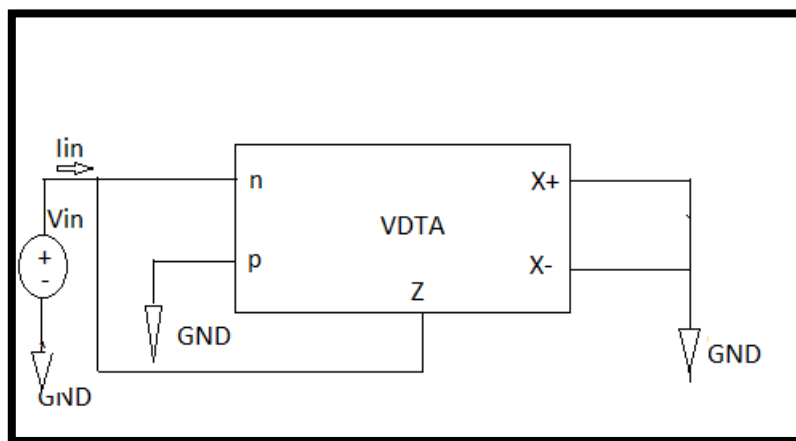 Iin
n
X+
Vin
VDTA
+
-
p
X-
Z
GND
GND
GND